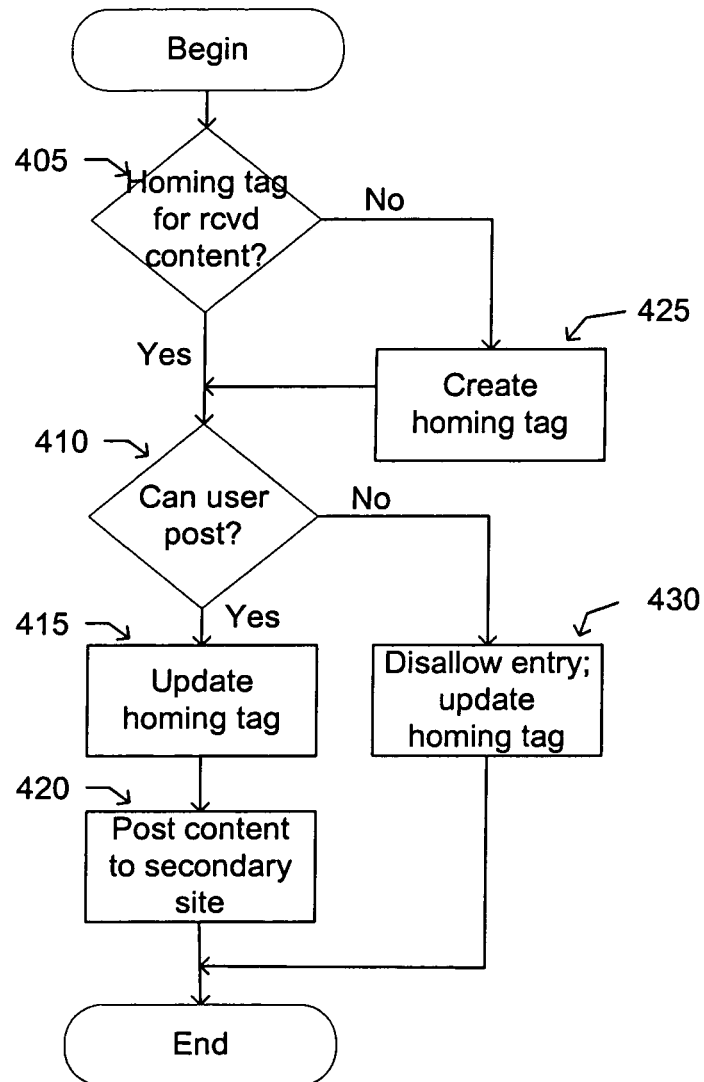 Begin
405
Homing tag
for rcvd
content?
No
Yes
425
Create
homing tag
410
Can user
post?
No
Yes
415
Update
homing tag
430
Disallow entry;
update
homing tag
420
Post content
to secondary
site
End